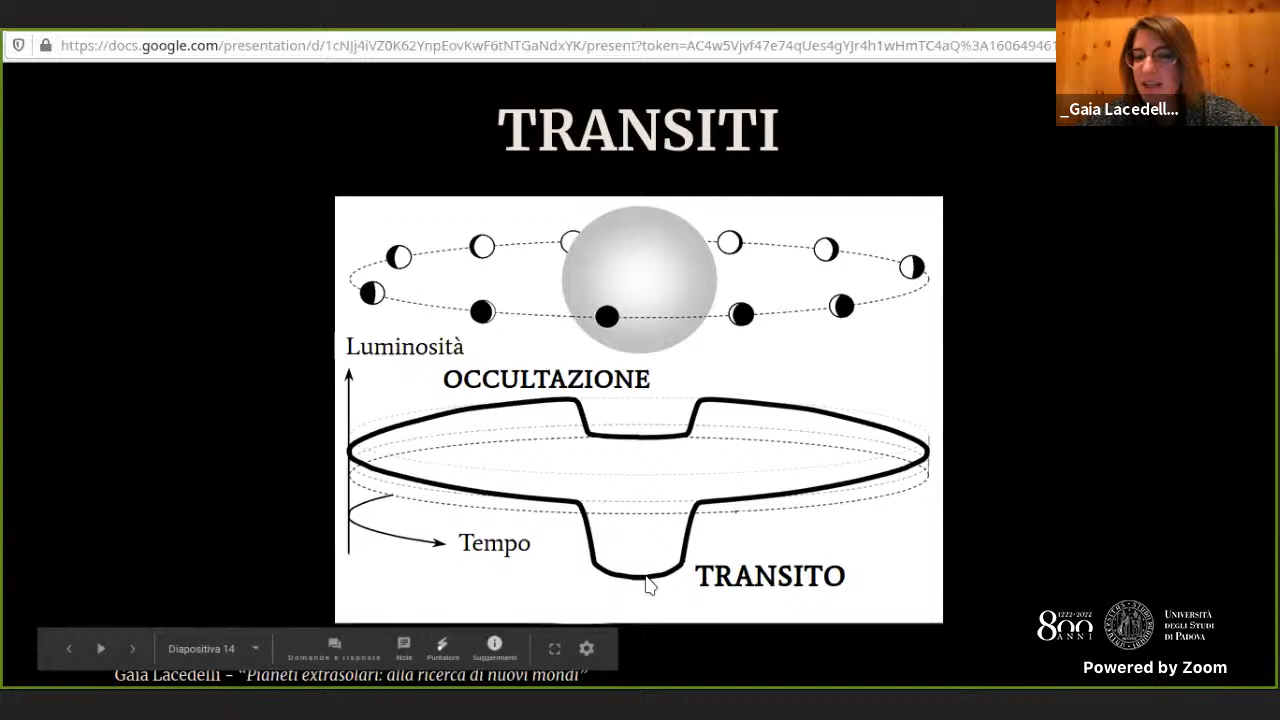 https://docs.google.com/presentation/d/1cNJj4iVZ0K62YnpEovKwF6tNTGaNdxYK/present?token=AC4w5Vjvf47e74qUes4gYJr4h1wHmTC4aQ%3A160649461
_Gaia Lacedell...
TRANSITI
Luminosità
OCCULTAZIONE
Tempo
TRANSITO
1222·2022
800
ANNI
UNIVERSITÀ
DEGLI STUDI
DI PADOVA
Diapositiva 14
Domande e risposte
Note
Puntatore
Suggerimenti
Gaia Lacedelli - "Pianeti extrasolari: alla ricerca di nuovi mondi"
Powered by Zoom